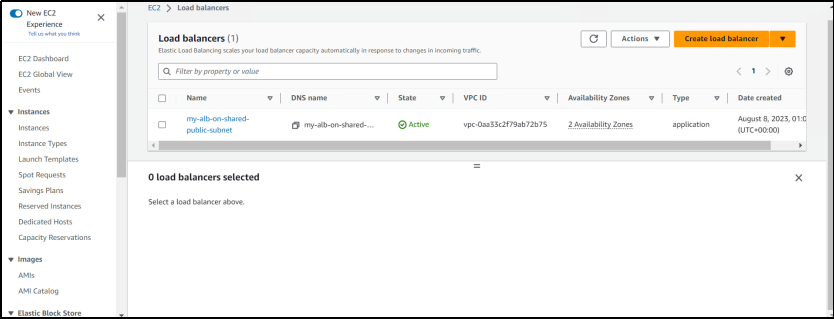 New EC2
Experience
Tell us what you think
EC2 Dashboard
EC2 Global View
Events
Instances
Instances
Instance Types
Launch Templates
Spot Requests
Savings Plans
Reserved Instances
Dedicated Hosts
Capacity Reservations
Images
AMIs
AMI Catalog
Elastic Block Store
EC2 > Load balancers
Load balancers (1)
Elastic Load Balancing scales your load balancer capacity automatically in response to changes in incoming traffic.
Actions
Create load balancer
Filter by property or value
1
Name DNS name State VPC ID Availability Zones Type Date created
my-alb-on-shared-public-subnet my-alb-on-shared-... Active vpc-0aa33c2f79ab72b75 2 Availability Zones application August 8, 2023, 01:0
(UTC+00:00)
0 load balancers selected
Select a load balancer above.